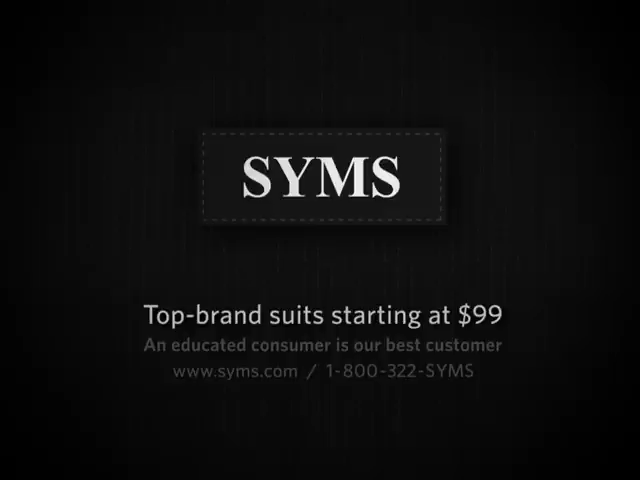 SYMS
Top-brand suits starting at $99
An educated consumer is our best customer
www.syms.com / 1-800-322-SYMS